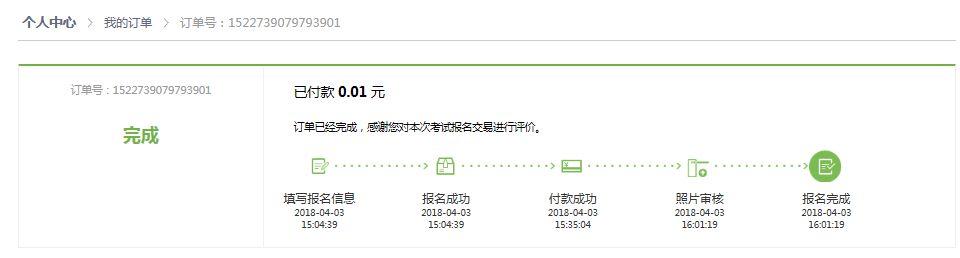 个人中心 > 我的订单 > 订单号：1522739079793901
订单号：1522739079793901
完成
已付款 0.01 元
订单已经完成，感谢您对本次考试报名交易进行评价。
填写报名信息 报名成功 付款成功 照片审核 报名完成
2018-04-03 2018-04-03 2018-04-03 2018-04-03 2018-04-03
15:04:39 15:04:39 15:35:04 16:01:19 16:01:19